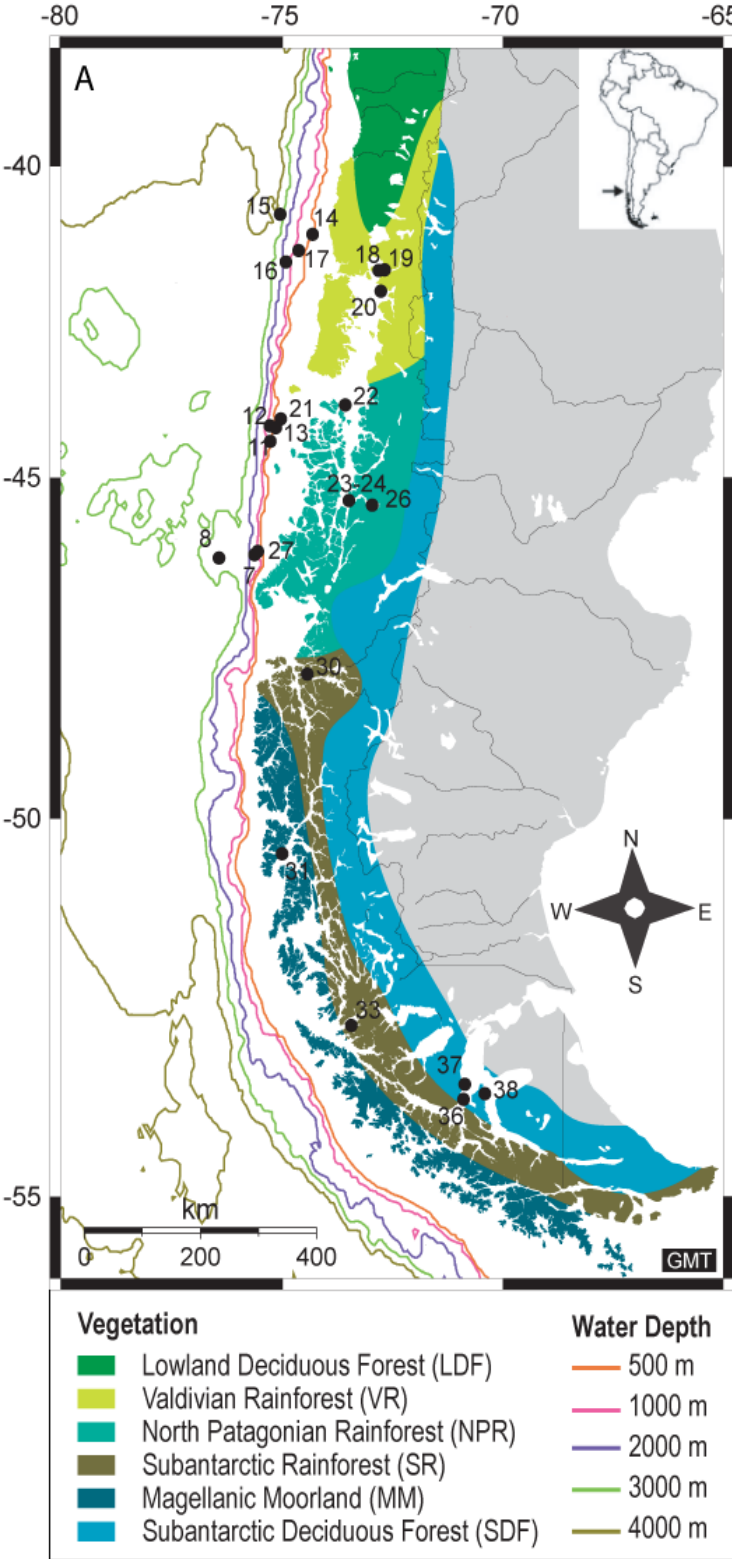 -80 -75 -70 -65
A
-40
15
14
16 17
18 19
20
12 21
22
11 13
-45
23-24
26
8
27
7
30
-50
31
N
W E
S
33
37
38
36
-55
km
0 200 400
GMT
Vegetation
Lowland Deciduous Forest (LDF)
Valdivian Rainforest (VR)
North Patagonian Rainforest (NPR)
Subantarctic Rainforest (SR)
Magellanic Moorland (MM)
Subantarctic Deciduous Forest (SDF)
Water Depth
500 m
1000 m
2000 m
3000 m
4000 m